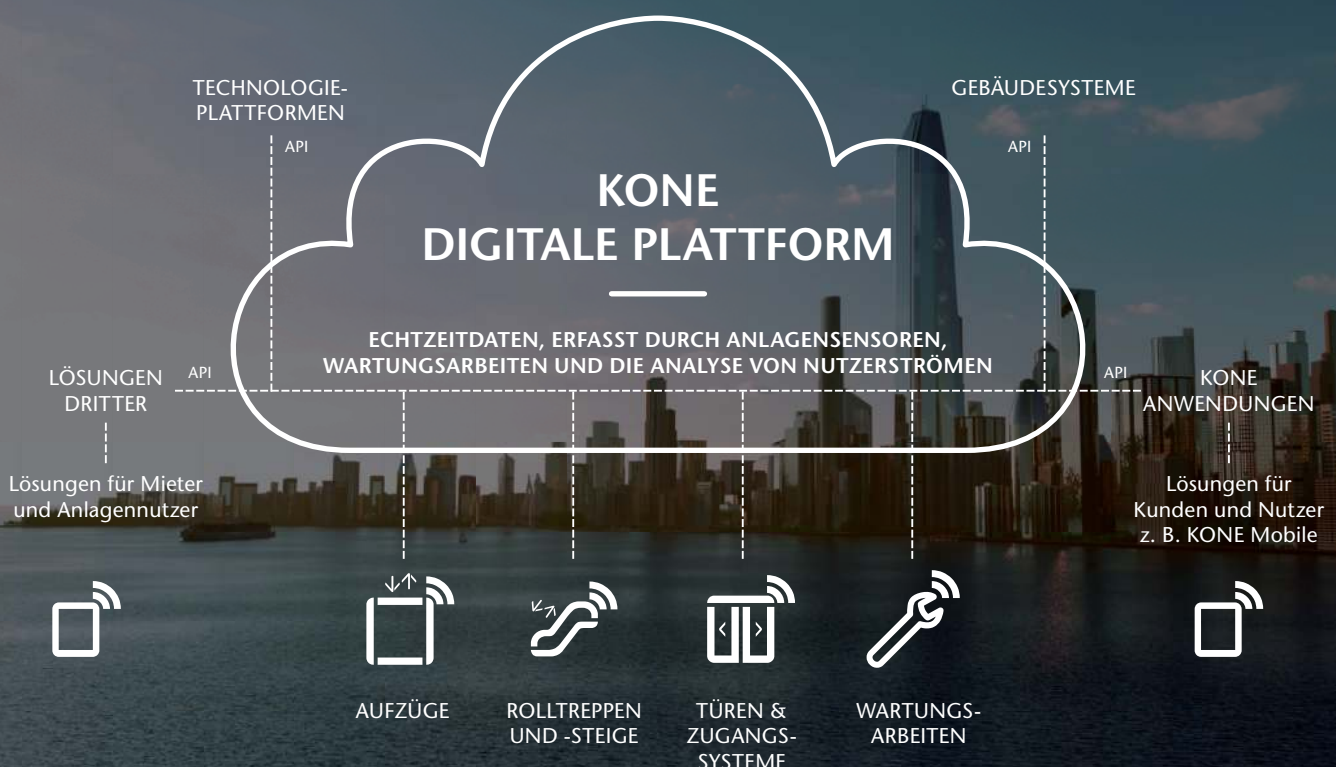 TECHNOLOGIE-
PLATTFORMEN
API
GEBÄUDESYSTEME
API
KONE
DIGITALE PLATTFORM
ECHTZEITDATEN, ERFASST DURCH ANLAGENSENSOREN,
WARTUNGSARBEITEN UND DIE ANALYSE VON NUTZERSTRÖMEN
LÖSUNGEN
DRITTER
API
Lösungen für Mieter
und Anlagennutzer
API
KONE
ANWENDUNGEN
Lösungen für
Kunden und Nutzer
z. B. KONE Mobile
AUFZÜGE
ROLLTREPPEN
UND -STEIGE
TÜREN &
ZUGANGS-
SYSTEME
WARTUNGS-
ARBEITEN